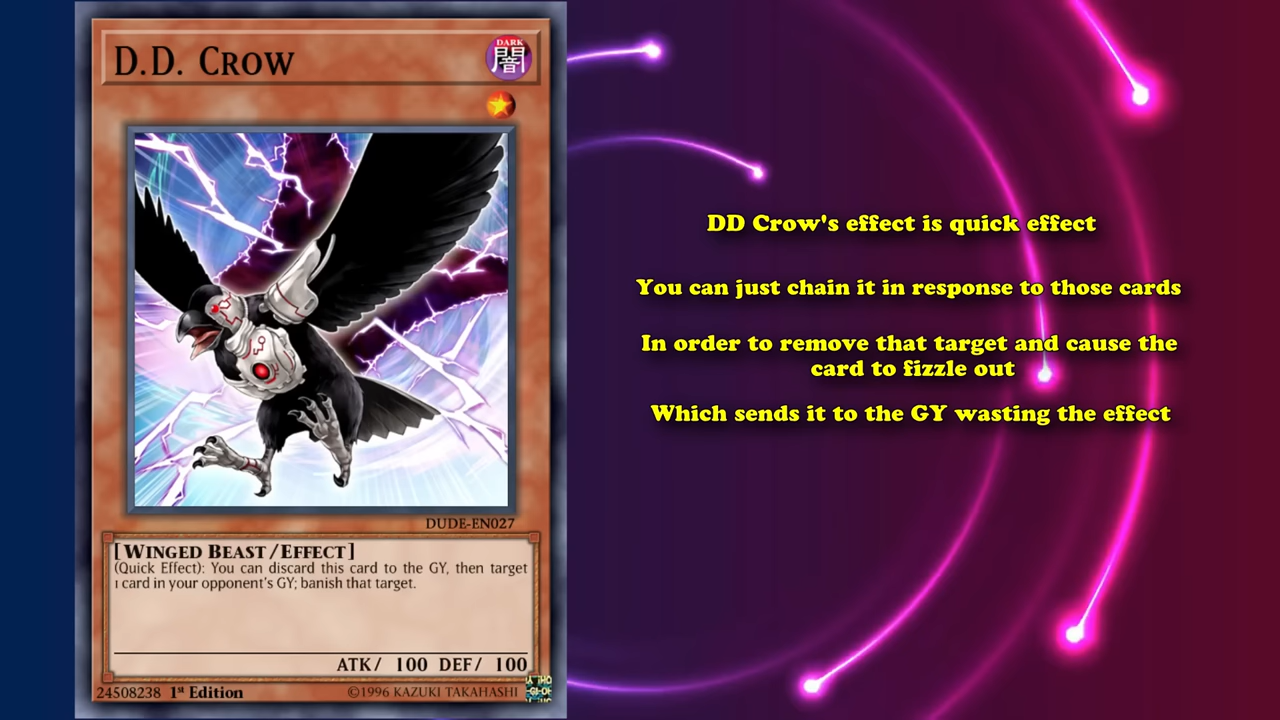 D.D. CROW
DARK
闇
DD Crow's effect is quick effect
You can just chain it in response to those cards
In order to remove that target and cause the
card to fizzle out
Which sends it to the GY wasting the effect
DUDE-EN027
[WINGED BEAST/EFFECT]
(Quick Effect): You can discard this card to the GY, then target
1 card in your opponent's GY; banish that target.
ATK/ 100 DEF/ 100
24508238 1st Edition ©1996 KAZUKI TAKAHASHI